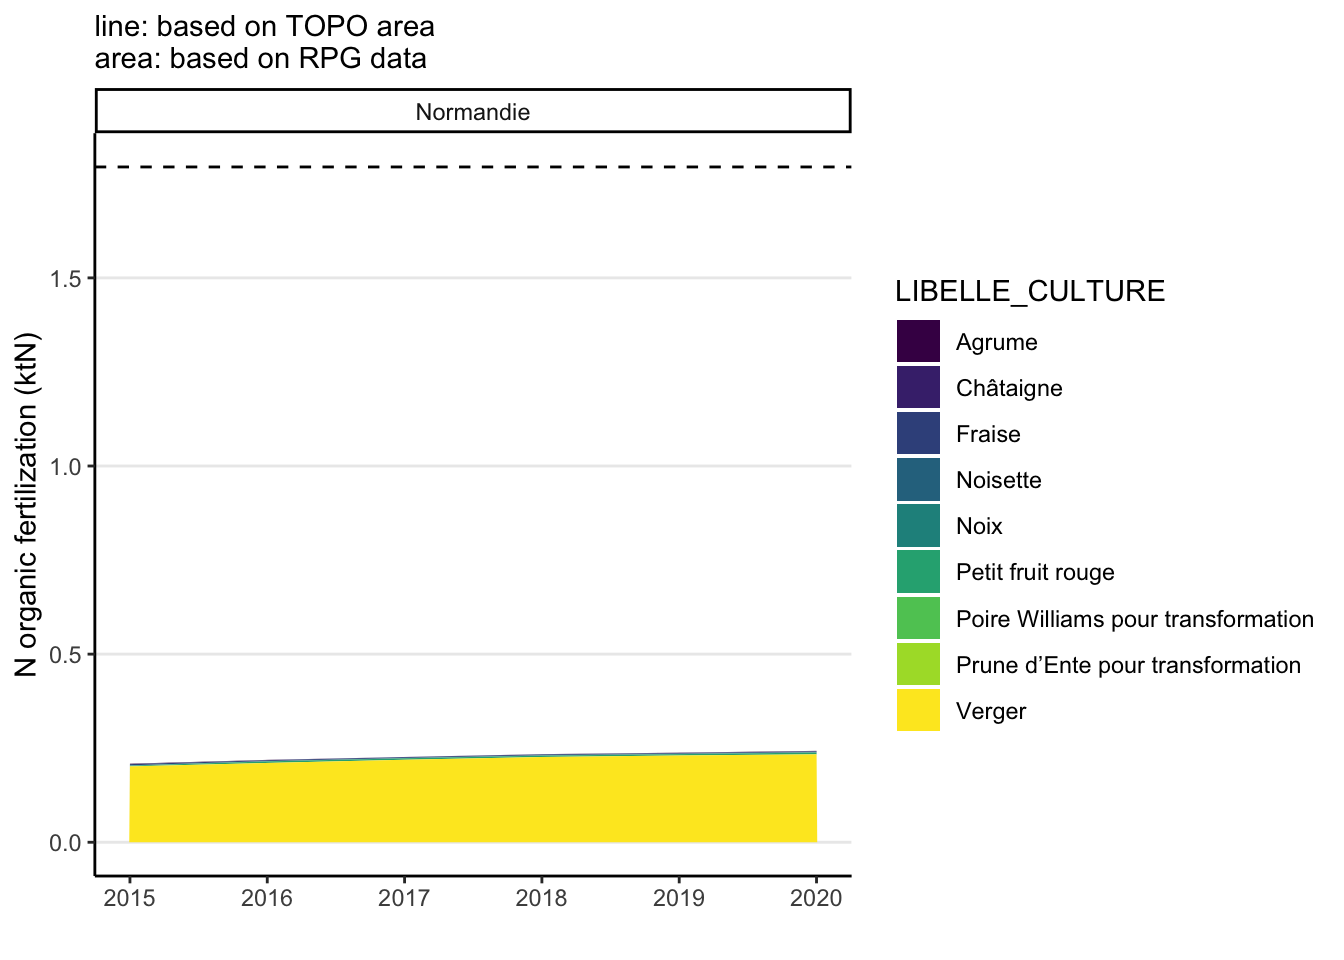 line: based on TOPO area
area: based on RPG data
Normandie
N organic fertilization (ktN)
1.5
1.0
0.5
0.0
2015 2016 2017 2018 2019 2020
LIBELLE_CULTURE
Agrume
Châtaigne
Fraise
Noisette
Noix
Petit fruit rouge
Poire Williams pour transformation
Prune d’Ente pour transformation
Verger